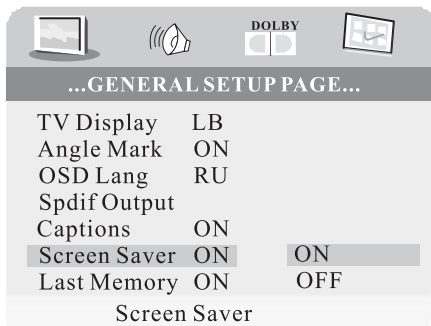 DOLBY
...GENERAL SETUP PAGE...
TV Display LB
Angle Mark ON
OSD Lang RU
Spdif Output
Captions ON
Screen Saver ON ON
Last Memory ON OFF
Screen Saver